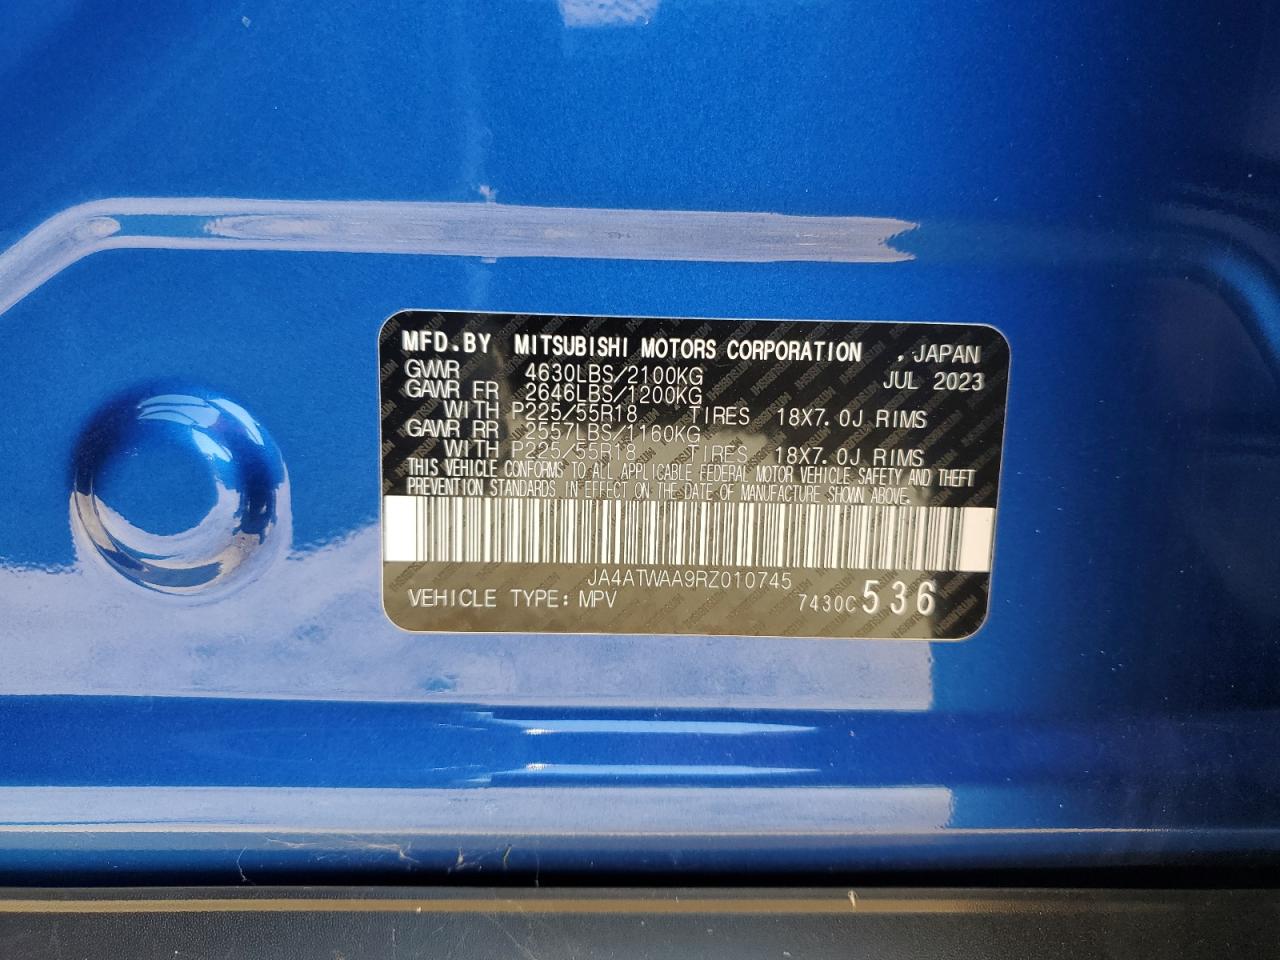 MFD.BY MITSUBISHI MOTORS CORPORATION , JAPAN
GVWR 4630LBS/2100KG JUL 2023
GAWR FR 2646LBS/1200KG
WITH P225/55R18 TIRES 18X7.0J RIMS
GAWR RR 2557LBS/1160KG
WITH P225/55R18 TIRES 18X7.0J RIMS
THIS VEHICLE CONFORMS TO ALL APPLICABLE FEDERAL MOTOR VEHICLE SAFETY AND THEFT
PREVENTION STANDARDS IN EFFECT ON THE DATE OF MANUFACTURE SHOWN ABOVE.
JA4ATWAA9RZ010745
VEHICLE TYPE: MPV 7430C 536